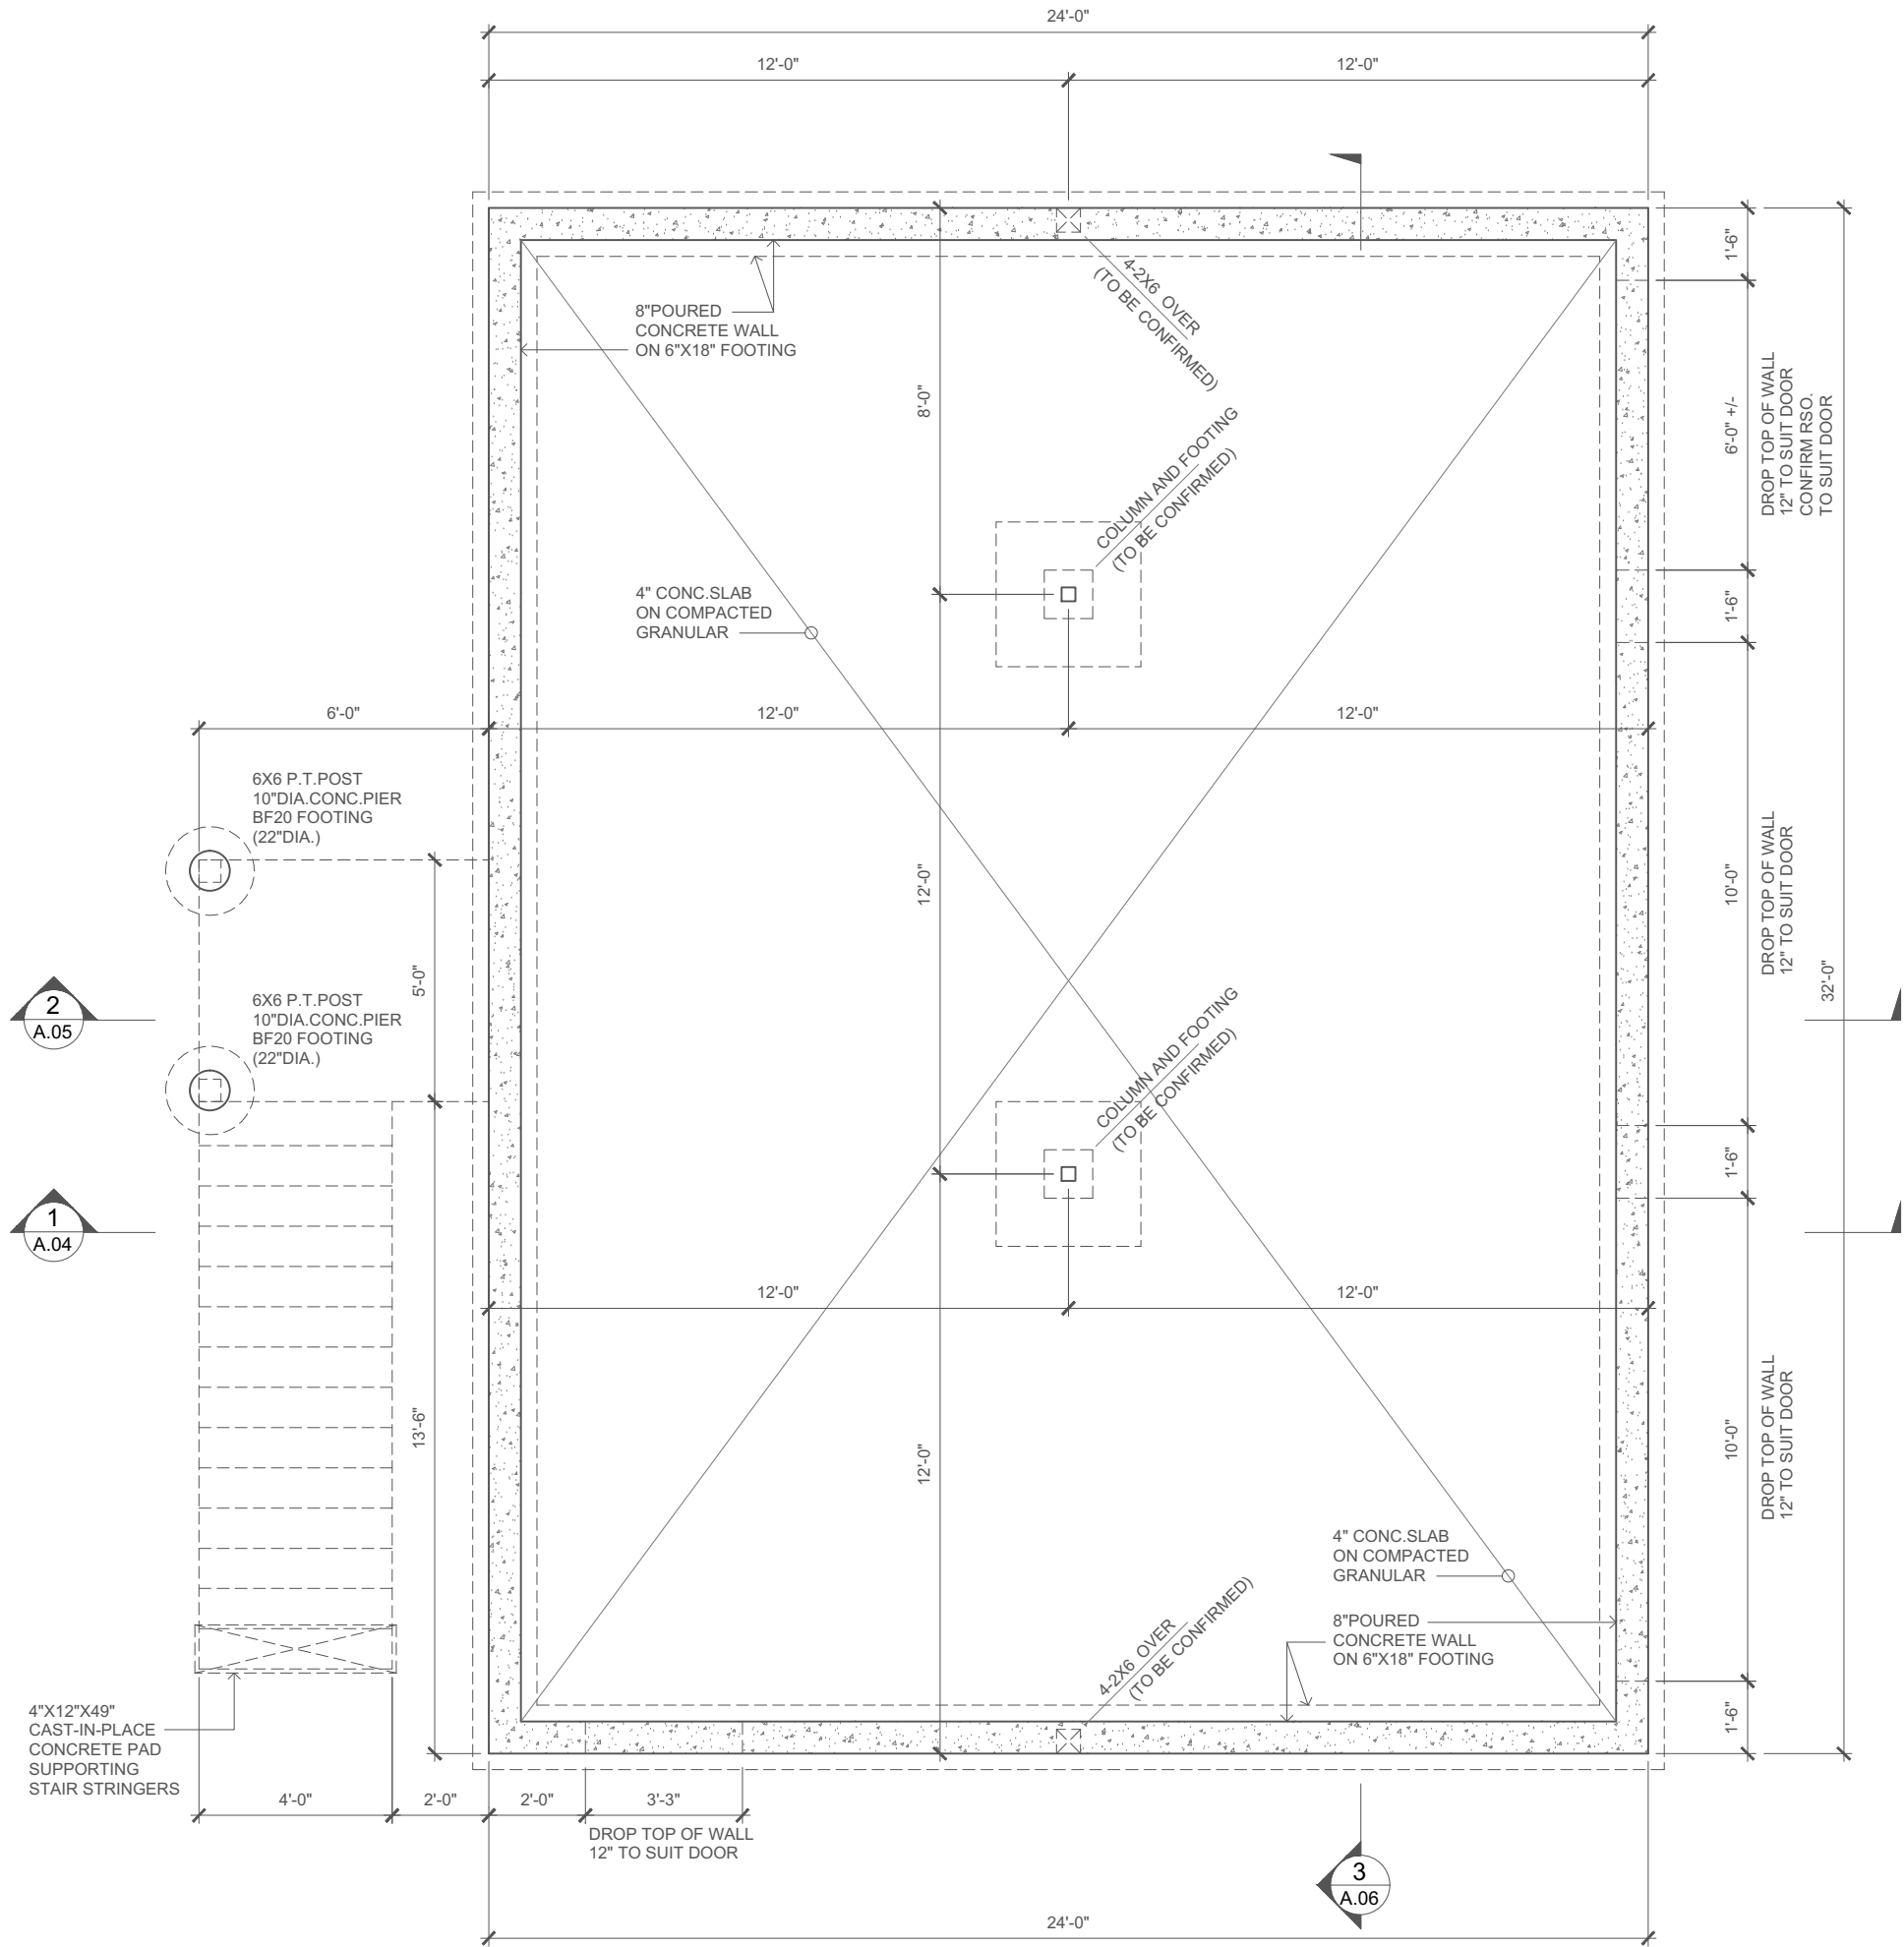 24'-0"
12'-0"
12'-0"
1'-6"
8"POURED
CONCRETE WALL
ON 6"X18" FOOTING
4-2X6 OVER
(TO BE CONFIRMED)
8'-0"
6'-0" +/-
DROP TOP OF WALL
12" TO SUIT DOOR
CONFIRM RSO.
TO SUIT DOOR
COLUMN AND FOOTING
(TO BE CONFIRMED)
4" CONC.SLAB
ON COMPACTED
GRANULAR
1'-6"
6'-0"
12'-0"
12'-0"
6X6 P.T.POST
10"DIA.CONC.PIER
BF20 FOOTING
(22"DIA.)
12'-0"
10'-0"
DROP TOP OF WALL
12" TO SUIT DOOR
32'-0"
5'-0"
2
A.05
6X6 P.T.POST
10"DIA.CONC.PIER
BF20 FOOTING
(22"DIA.)
COLUMN AND FOOTING
(TO BE CONFIRMED)
1'-6"
1
A.04
12'-0"
12'-0"
13'-6"
12'-0"
10'-0"
DROP TOP OF WALL
12" TO SUIT DOOR
4" CONC.SLAB
ON COMPACTED
GRANULAR
8"POURED
CONCRETE WALL
ON 6"X18" FOOTING
4-2X6 OVER
(TO BE CONFIRMED)
1'-6"
4"X12"X49"
CAST-IN-PLACE
CONCRETE PAD
SUPPORTING
STAIR STRINGERS
4'-0"
2'-0"
2'-0"
3'-3"
DROP TOP OF WALL
12" TO SUIT DOOR
3
A.06
24'-0"